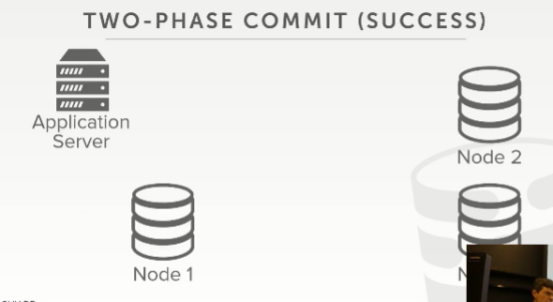 TWO-PHASE COMMIT (SUCCESS)
Application
Server
Node 2
Node 1